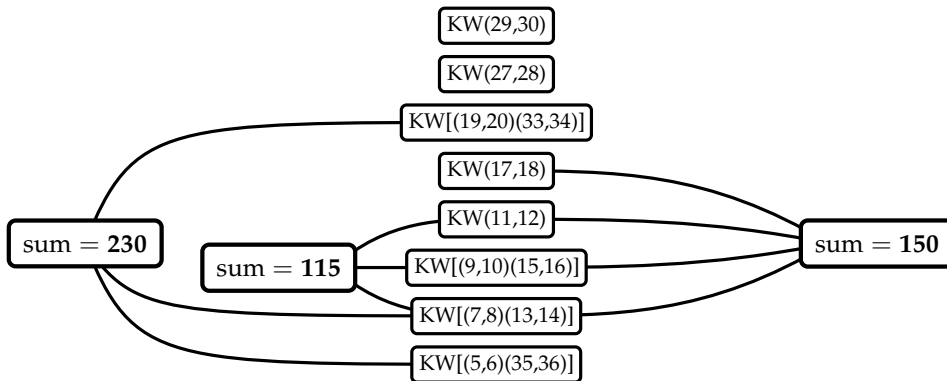 KW(29,30)
KW(27,28)
KW[(19,20)(33,34)]
KW(17,18)
KW(11,12)
sum = 230
sum = 115
KW[(9,10)(15,16)]
sum = 150
KW[(7,8)(13,14)]
KW[(5,6)(35,36)]